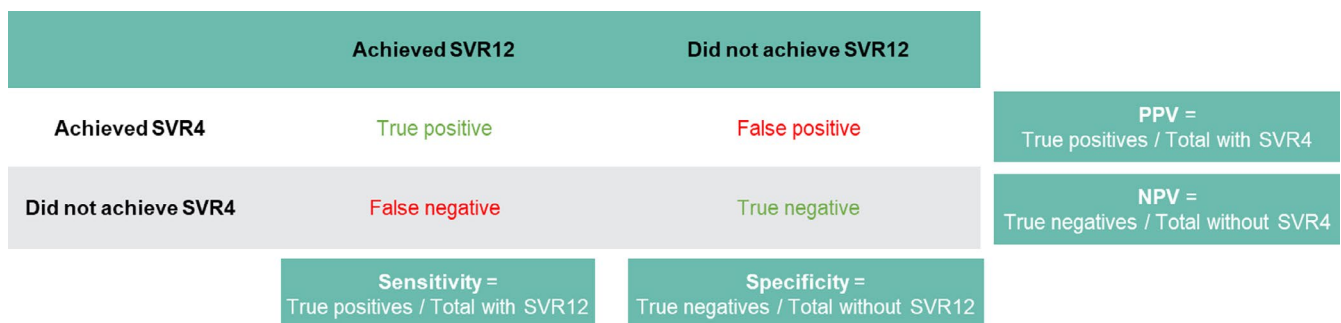 Achieved SVR12 Did not achieve SVR12
Achieved SVR4 True positive False positive
PPV =
True positives / Total with SVR4
Did not achieve SVR4 False negative True negative
NPV =
True negatives / Total without SVR4
Sensitivity =
True positives / Total with SVR12
Specificity =
True negatives / Total without SVR12